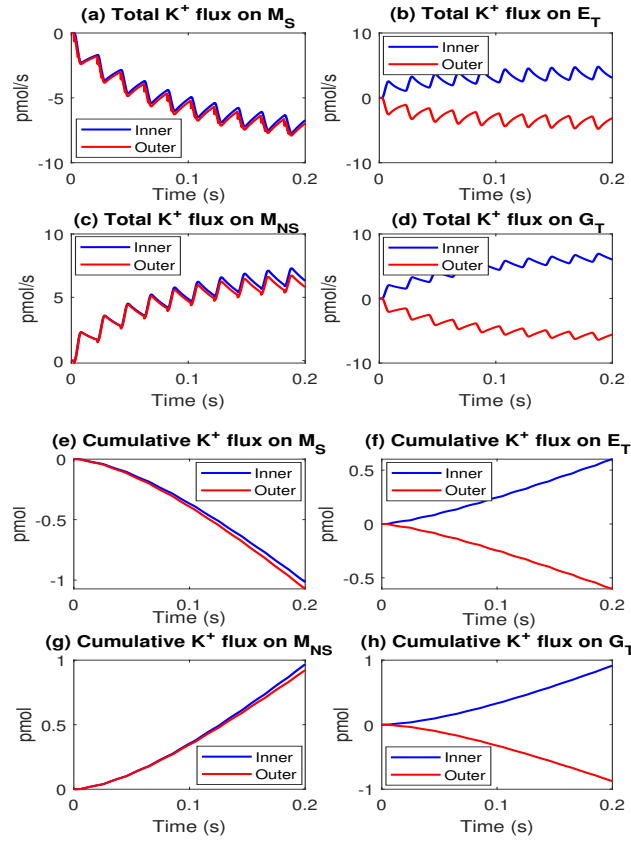 (a) Total K+ flux on MS
(b) Total K+ flux on ET
0
-5
-10
pmol/s
Inner
Outer
0 0.1 0.2
Time (s)
10
0
-10
pmol/s
Inner
Outer
0 0.1 0.2
Time (s)
(c) Total K+ flux on MNS
(d) Total K+ flux on GT
10
5
0
pmol/s
Inner
Outer
0 0.1 0.2
Time (s)
10
0
-10
pmol/s
Inner
Outer
0 0.1 0.2
Time (s)
(e) Cumulative K+ flux on MS
(f) Cumulative K+ flux on ET
0
-0.5
-1
pmol
Inner
Outer
0 0.1 0.2
Time (s)
0.5
0
-0.5
pmol
Inner
Outer
0 0.1 0.2
Time (s)
(g) Cumulative K+ flux on MNS
(h) Cumulative K+ flux on GT
1
0.5
0
pmol
Inner
Outer
0 0.1 0.2
Time (s)
1
0
-1
pmol
Inner
Outer
0 0.1 0.2
Time (s)